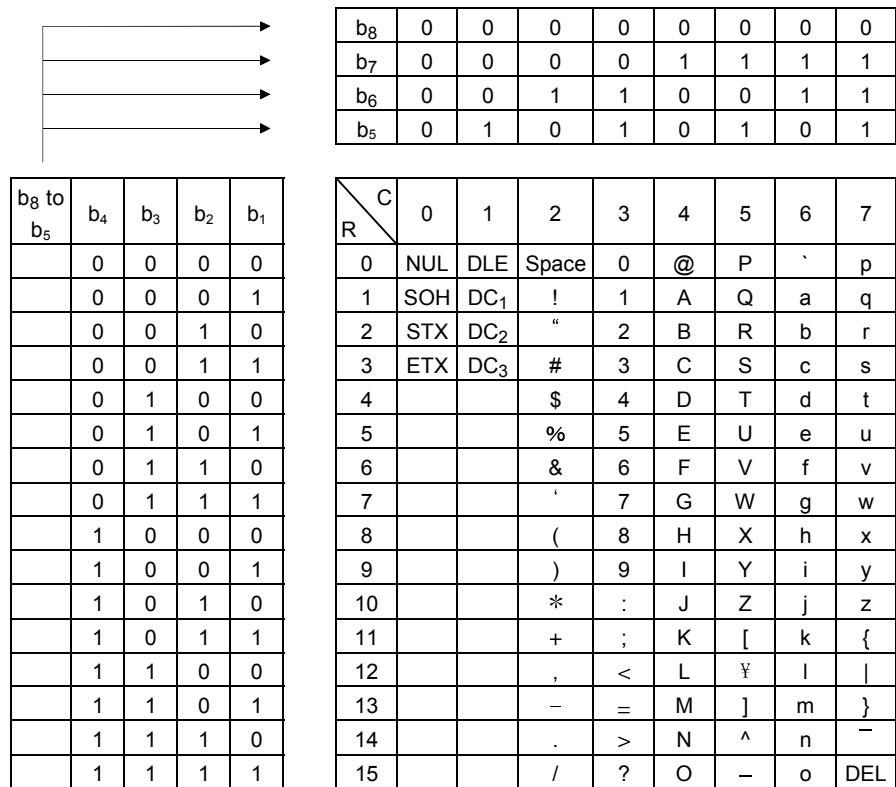 b8 0 0 0 0 0 0 0 0
b7 0 0 0 0 1 1 1 1
b6 0 0 1 1 0 0 1 1
b5 0 1 0 1 0 1 0 1
b8 to b5 b4 b3 b2 b1 R C 0 1 2 3 4 5 6 7
0 0 0 0 0 NUL DLE Space 0 @ P ` p
0 0 0 1 1 SOH DC1 ! 1 A Q a q
0 0 1 0 2 STX DC2 “ 2 B R b r
0 0 1 1 3 ETX DC3 # 3 C S c s
0 1 0 0 4 $ 4 D T d t
0 1 0 1 5 % 5 E U e u
0 1 1 0 6 & 6 F V f v
0 1 1 1 7 ‘ 7 G W g w
1 0 0 0 8 ( 8 H X h x
1 0 0 1 9 ) 9 I Y i y
1 0 1 0 10 * : J Z j z
1 0 1 1 11 + ; K [ k {
1 1 0 0 12 , < L ¥ l |
1 1 0 1 13 − = M ] m }
1 1 1 0 14 . > N ^ n ‾
1 1 1 1 15 / ? O – o DEL